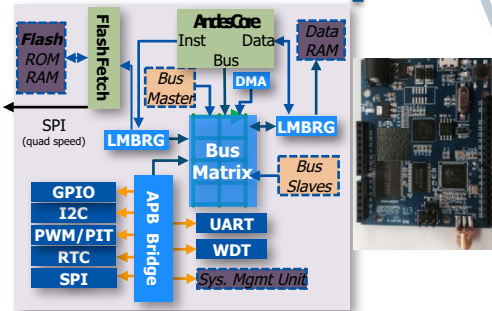 AndesCore
Inst Data
Bus
Flash
ROM
RAM
FlashFetch
Data
RAM
Bus
Master
DMA
SPI
(quad speed)
LMBRG
LMBRG
Bus
Matrix
Bus
Slaves
GPIO
I2C
PWM/PIT
RTC
SPI
APB Bridge
UART
WDT
Sys. Mgmt Unit